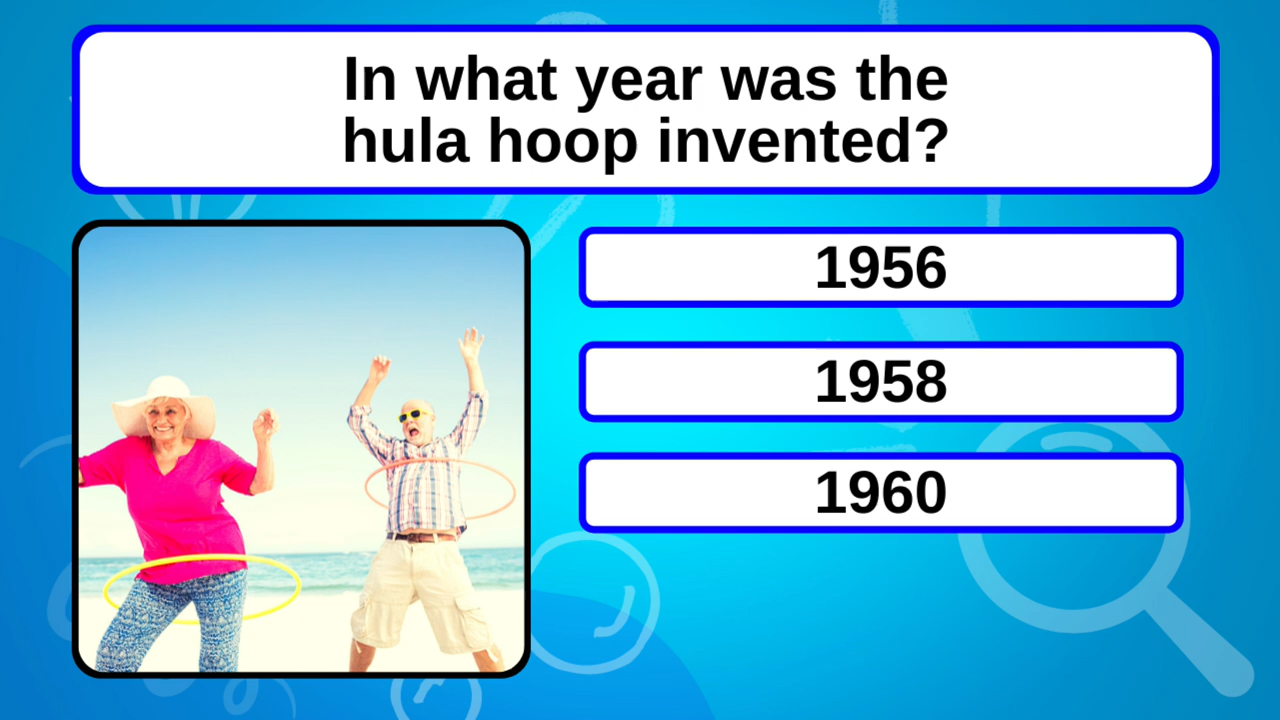 In what year was the
hula hoop invented?
1956
1958
1960